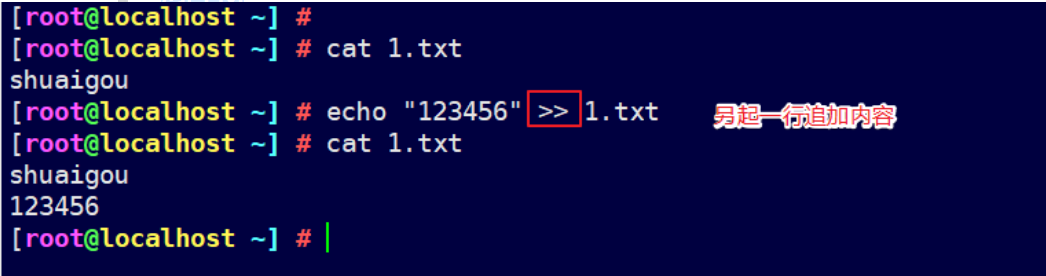 [root@localhost ~] #
[root@localhost ~] # cat 1.txt
shuaigou
[root@localhost ~] # echo "123456" >> 1.txt 另起一行追加内容
[root@localhost ~] # cat 1.txt
shuaigou
123456
[root@localhost ~] #